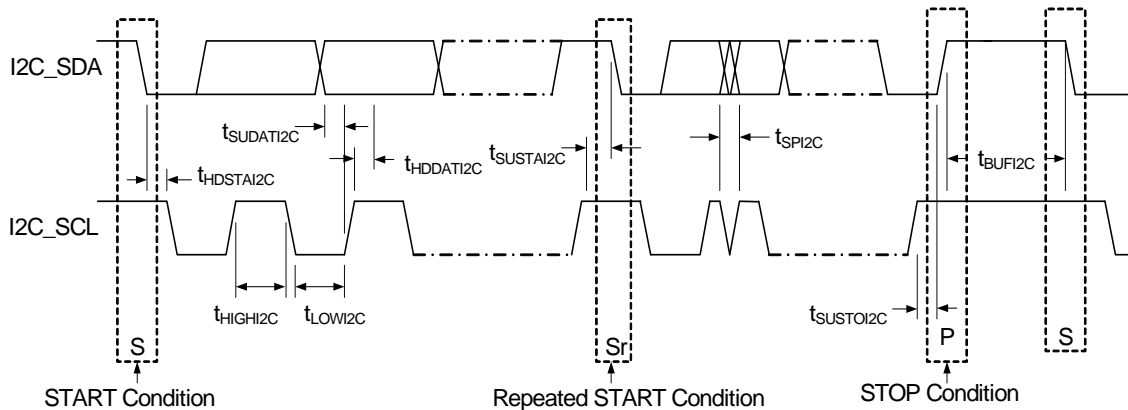 I2C_SDA
tSUDATI2C
tHDDATI2C
tSUSTAI2C
tSPI2C
tBUFI2C
tHDSTAI2C
I2C_SCL
tHIGHI2C
tLOWI2C
tSUSTOI2C
S
Sr
P
S
START Condition
Repeated START Condition
STOP Condition